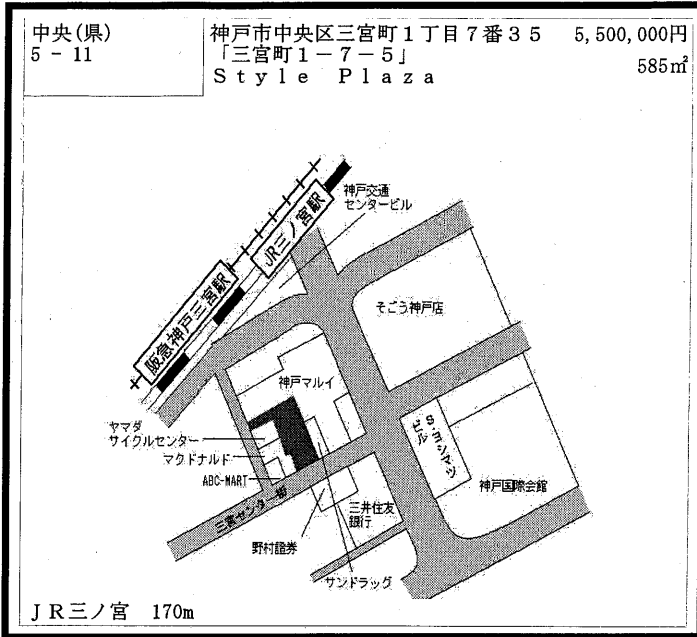 中央(県)
5－11
神戸市中央区三宮町1丁目7番35
5,500,000円
「三宮町1－7－5」
Style Plaza
585㎡
神戸交通
センタービル
JR三ノ宮駅
阪急神戸三宮駅
そごう神戸店
神戸マルイ
ヤマダ
サイクルセンター
マクドナルド
ABC-MART
三宮センター街
S.ヨシマツ
ビル
神戸国際会館
三井住友
銀行
野村證券
サンドラッグ
JR三ノ宮 170m